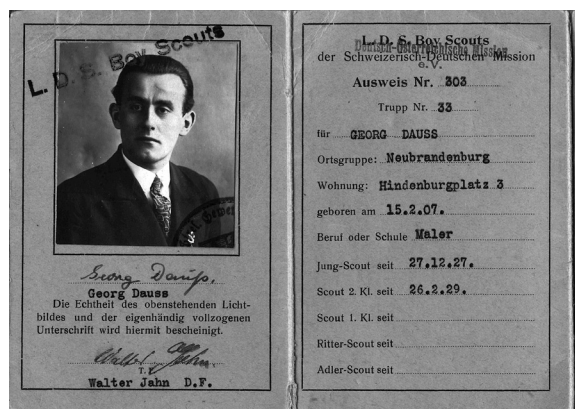 L. D. S. Boy Scouts
Georg Dauss.
Georg Dauss
Die Echtheit des obenstehenden Licht-
bildes und der eigenhändig vollzogenen
Unterschrift wird hiermit bescheinigt.
Walter Jahn
Walter Jahn D.F.
L. D. S. Boy Scouts
Deutsch-Österreichische Mission
e.V.
der Schweizerisch-Deutschen Mission
Ausweis Nr. 303
Trupp Nr. 33
für GEORG DAUSS
Ortsgruppe: Neubrandenburg
Wohnung: Hindenburgplatz 3
geboren am 15.2.07.
Beruf oder Schule Maler
Jung-Scout seit 27.12.27.
Scout 2. Kl. seit 26.2.29.
Scout 1. Kl. seit
Ritter-Scout seit
Adler-Scout seit